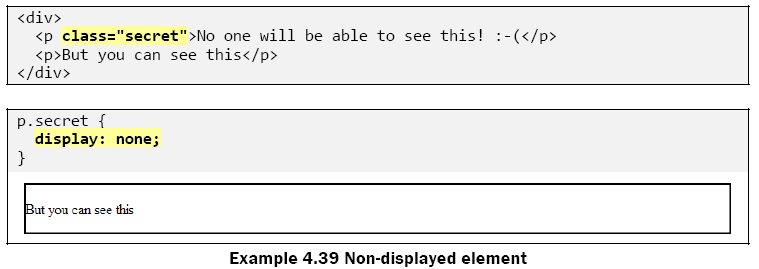 <div>
  <p class="secret">No one will be able to see this! :-(</p>
  <p>But you can see this</p>
</div>
p.secret {
  display: none;
}
But you can see this
Example 4.39 Non-displayed element